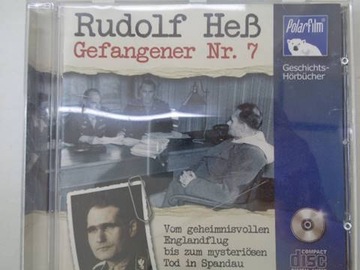 Rudolf Heß
Gefangener Nr. 7
PolarFilm
Geschichts-
Hörbücher
Vom geheimnisvollen
Englandflug
bis zum mysteriösen
Tod in Spandau
COMPACT
disc